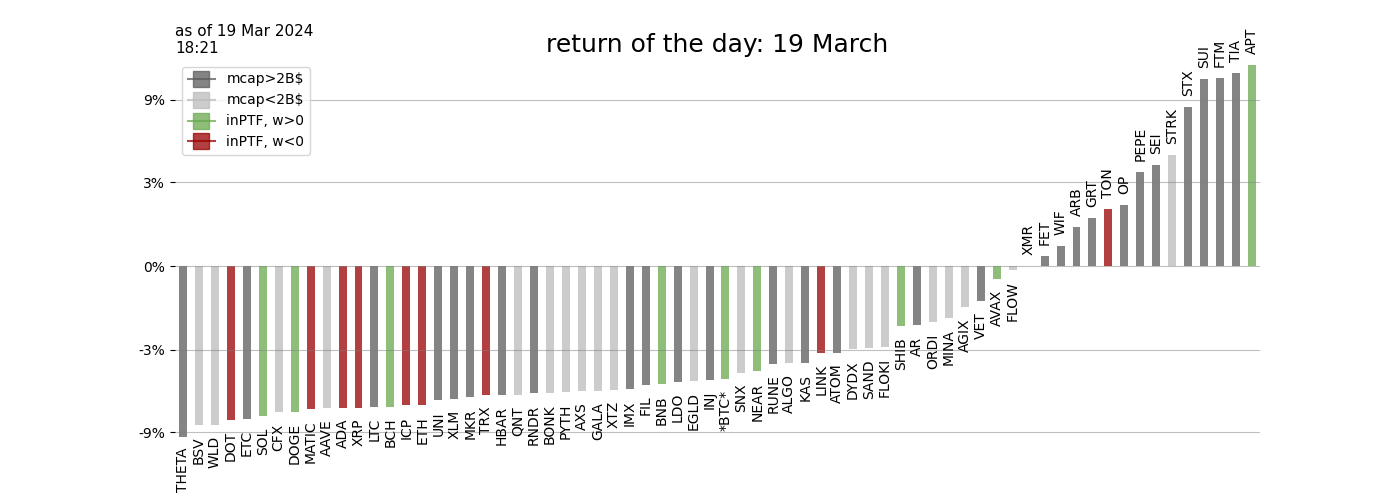 as of 19 Mar 2024
18:21
return of the day: 19 March
mcap>2B$
mcap<2B$
inPTF, w>0
inPTF, w<0
9%
3%
0%
-3%
-9%
THETA
BSV
WLD
DOT
ETC
SOL
CFX
DOGE
MATIC
AAVE
ADA
XRP
LTC
BCH
ICP
ETH
UNI
XLM
MKR
TRX
HBAR
QNT
RNDR
BONK
PYTH
AXS
GALA
XTZ
IMX
FIL
BNB
LDO
EGLD
INJ
*BTC*
SNX
NEAR
RUNE
ALGO
KAS
LINK
ATOM
DYDX
SAND
FLOKI
SHIB
AR
ORDI
MINA
AGIX
VET
AVAX
FLOW
XMR
FET
WIF
ARB
GRT
TON
OP
PEPE
SEI
STRK
STX
SUI
FTM
TIA
APT